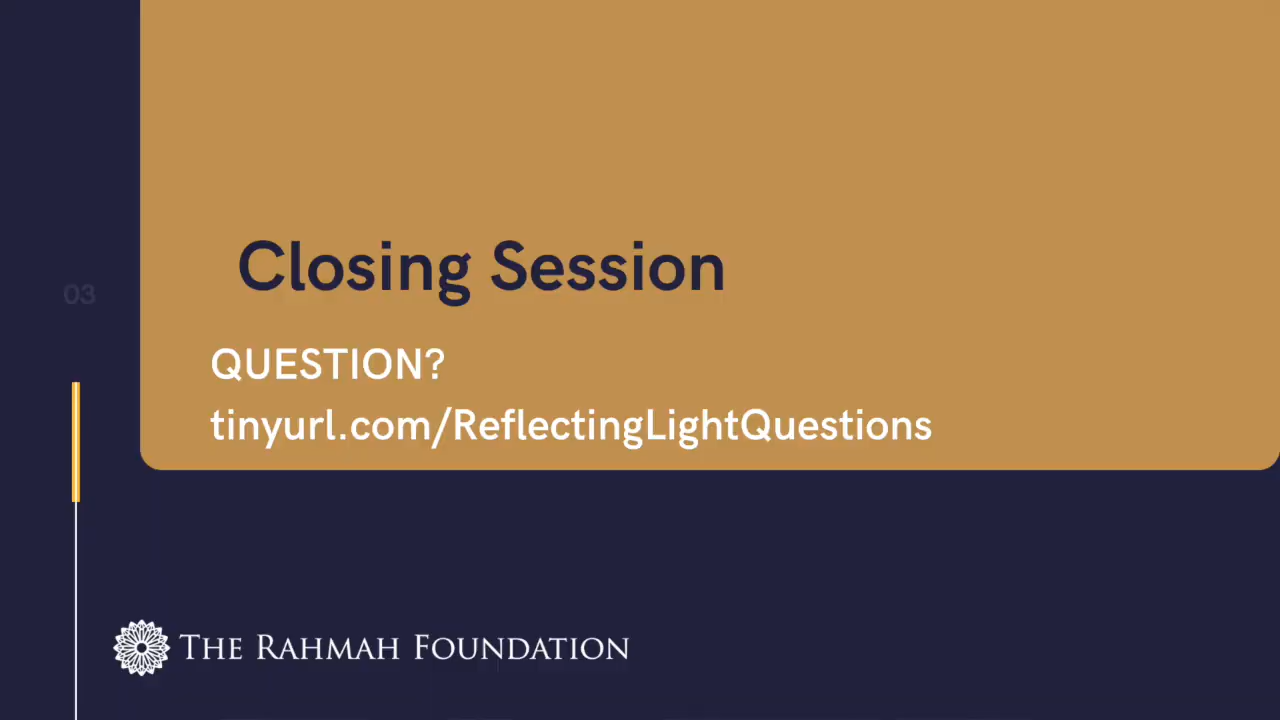 03
Closing Session
QUESTION?
tinyurl.com/ReflectingLightQuestions
THE RAHMAH FOUNDATION